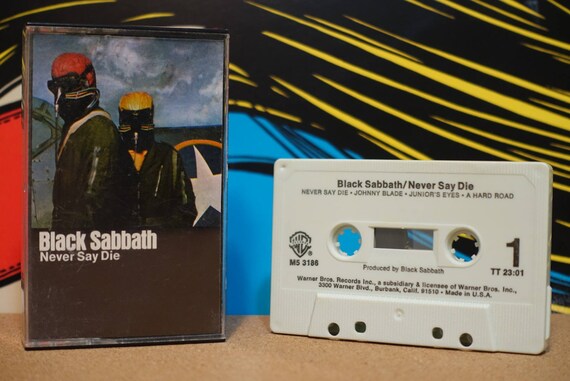 Black Sabbath
Never Say Die
Black Sabbath/Never Say Die
NEVER SAY DIE • JOHNNY BLADE • JUNIOR'S EYES • A HARD ROAD
M5 3186
1
TT 23:01
Produced by Black Sabbath
Warner Bros. Records Inc., a subsidiary & licensee of Warner Bros. Inc.,
3300 Warner Blvd., Burbank, Calif. 91510 • Made in U.S.A.